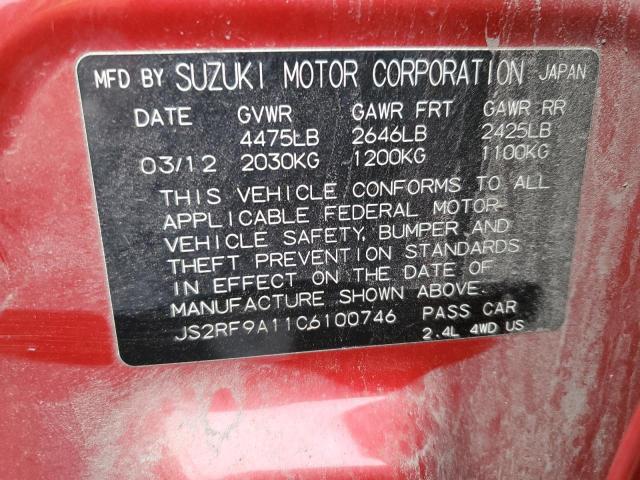 MFD BY SUZUKI MOTOR CORPORATION JAPAN
DATE GVWR GAWR FRT GAWR RR
4475LB 2646LB 2425LB
03/12 2030KG 1200KG 1100KG
THIS VEHICLE CONFORMS TO ALL
APPLICABLE FEDERAL MOTOR-
VEHICLE SAFETY, BUMPER AND
THEFT PREVENTION STANDARDS
IN EFFECT ON THE DATE OF
MANUFACTURE SHOWN ABOVE.
JS2RF9A11C6100746 PASS CAR
2.4L 4WD US